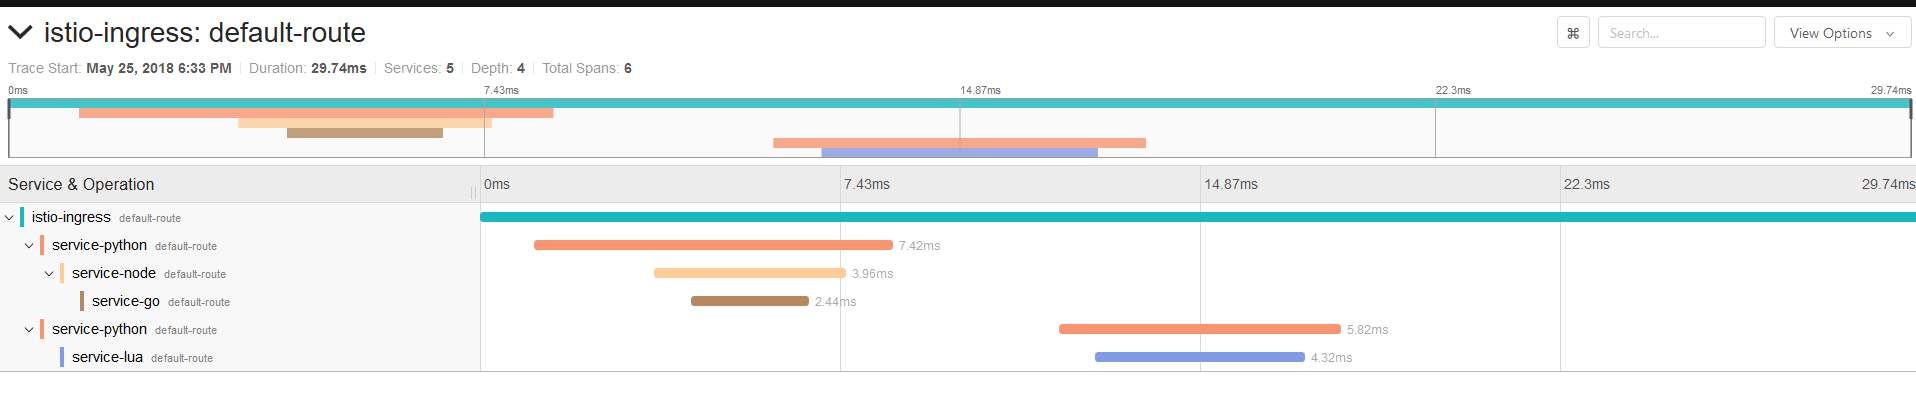 istio-ingress: default-route
⌘ Search... View Options
Trace Start: May 25, 2018 6:33 PM Duration: 29.74ms Services: 5 Depth: 4 Total Spans: 6
0ms 7.43ms 14.87ms 22.3ms 29.74ms
Service & Operation 0ms 7.43ms 14.87ms 22.3ms 29.74ms
istio-ingress default-route
service-python default-route 7.42ms
service-node default-route 3.96ms
service-go default-route 2.44ms
service-python default-route 5.82ms
service-lua default-route 4.32ms